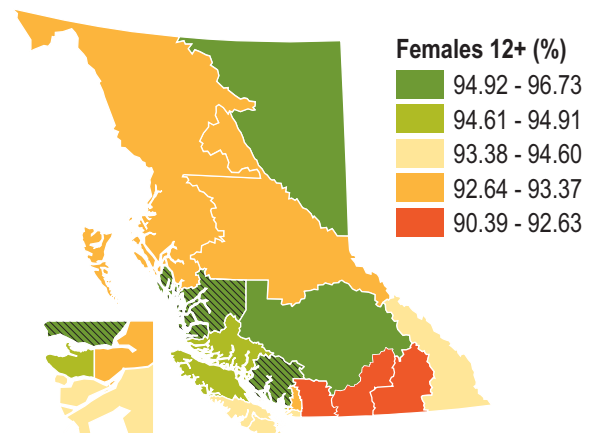 Females 12+ (%)
94.92 - 96.73
94.61 - 94.91
93.38 - 94.60
92.64 - 93.37
90.39 - 92.63